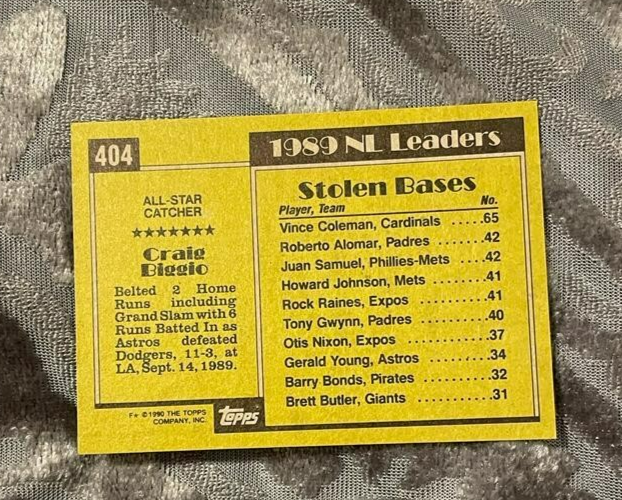 404
ALL-STAR
CATCHER
★★★★★★★
Craig
Biggio
Belted 2 Home
Runs including
Grand Slam with 6
Runs Batted In as
Astros defeated
Dodgers, 11-3, at
LA, Sept. 14, 1989.
F★ ©1990 THE TOPPS
COMPANY, INC.
topps
1989 NL Leaders
Stolen Bases
Player, Team No.
Vince Coleman, Cardinals .....65
Roberto Alomar, Padres .......42
Juan Samuel, Phillies-Mets ....42
Howard Johnson, Mets .........41
Rock Raines, Expos ............41
Tony Gwynn, Padres ...........40
Otis Nixon, Expos ..............37
Gerald Young, Astros ..........34
Barry Bonds, Pirates ..........32
Brett Butler, Giants ............31